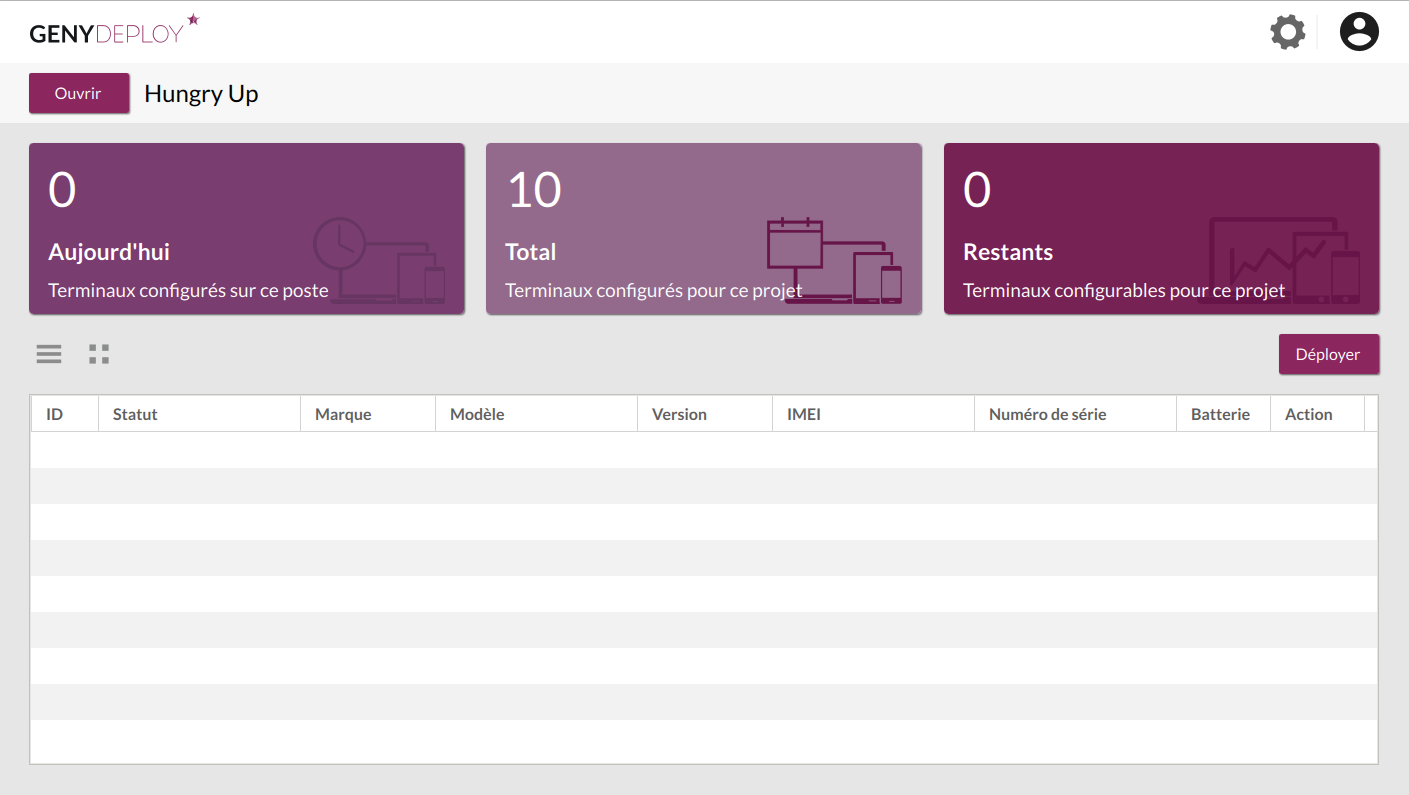 GENYDEPLOY
Ouvrir Hungry Up
0
Aujourd'hui
Terminaux configurés sur ce poste
10
Total
Terminaux configurés pour ce projet
0
Restants
Terminaux configurables pour ce projet
Déployer
ID Statut Marque Modèle Version IMEI Numéro de série Batterie Action